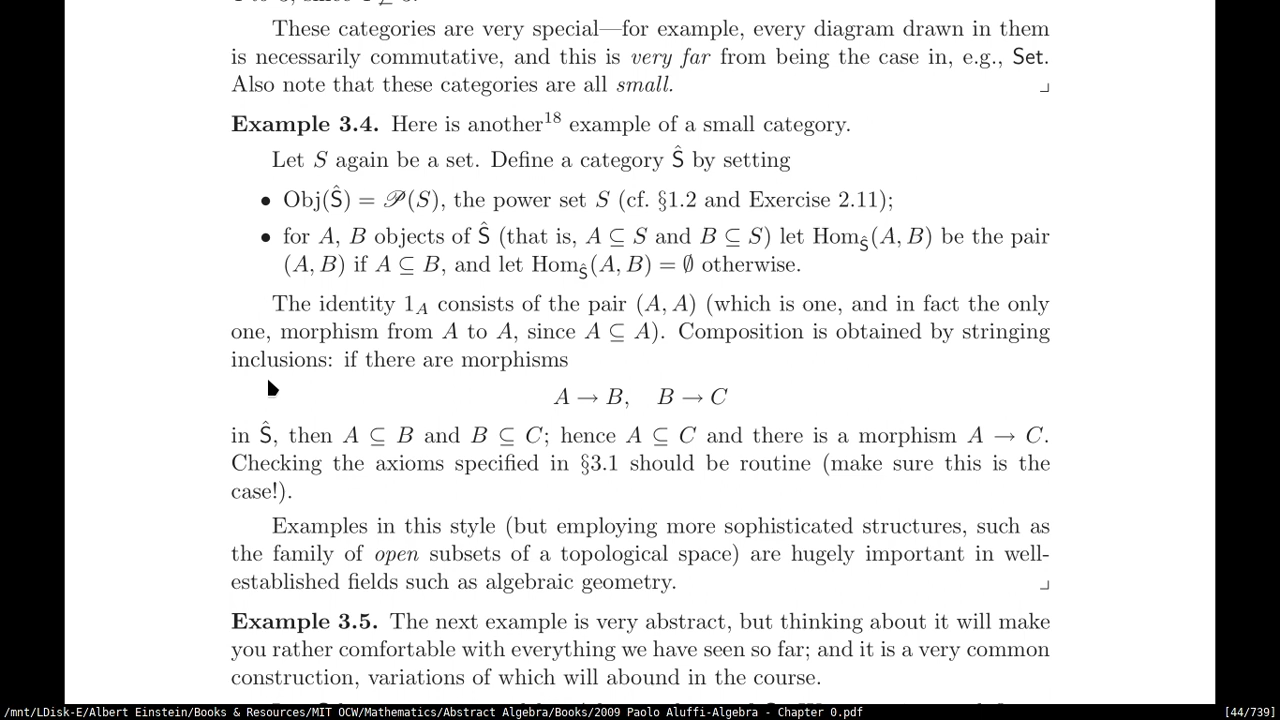 These categories are very special—for example, every diagram drawn in them
is necessarily commutative, and this is very far from being the case in, e.g., Set.
Also note that these categories are all small. ⌟
Example 3.4. Here is another¹⁸ example of a small category.
Let S again be a set. Define a category Ŝ by setting
• Obj(Ŝ) = 𝒫(S), the power set S (cf. §1.2 and Exercise 2.11);
• for A, B objects of Ŝ (that is, A ⊆ S and B ⊆ S) let Hom_Ŝ(A, B) be the pair
(A, B) if A ⊆ B, and let Hom_Ŝ(A, B) = ∅ otherwise.
The identity 1_A consists of the pair (A, A) (which is one, and in fact the only
one, morphism from A to A, since A ⊆ A). Composition is obtained by stringing
inclusions: if there are morphisms
A → B, B → C
in Ŝ, then A ⊆ B and B ⊆ C; hence A ⊆ C and there is a morphism A → C.
Checking the axioms specified in §3.1 should be routine (make sure this is the
case!).
Examples in this style (but employing more sophisticated structures, such as
the family of open subsets of a topological space) are hugely important in well-
established fields such as algebraic geometry. ⌟
Example 3.5. The next example is very abstract, but thinking about it will make
you rather comfortable with everything we have seen so far; and it is a very common
construction, variations of which will abound in the course.
/mnt/LDisk-E/Albert Einstein/Books & Resources/MIT OCW/Mathematics/Abstract Algebra/Books/2009 Paolo Aluffi-Algebra - Chapter 0.pdf [44/739]